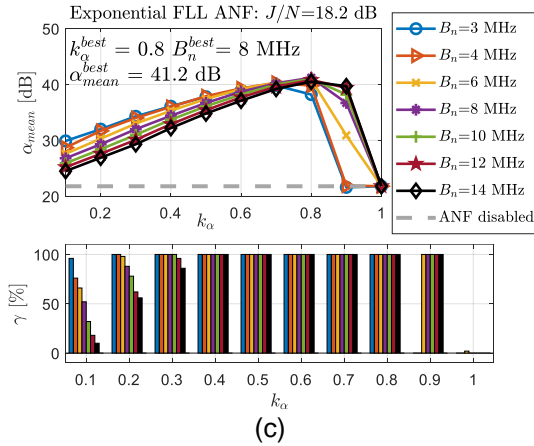 Exponential FLL ANF: J/N=18.2 dB
k_α^best = 0.8 B_n^best = 8 MHz
α_mean^best = 41.2 dB
α_mean [dB]
50
40
30
20
0.2 0.4 0.6 0.8 1
k_α
B_n=3 MHz
B_n=4 MHz
B_n=6 MHz
B_n=8 MHz
B_n=10 MHz
B_n=12 MHz
B_n=14 MHz
ANF disabled
γ [%]
100
50
0
0.1 0.2 0.3 0.4 0.5 0.6 0.7 0.8 0.9 1
k_α
(c)